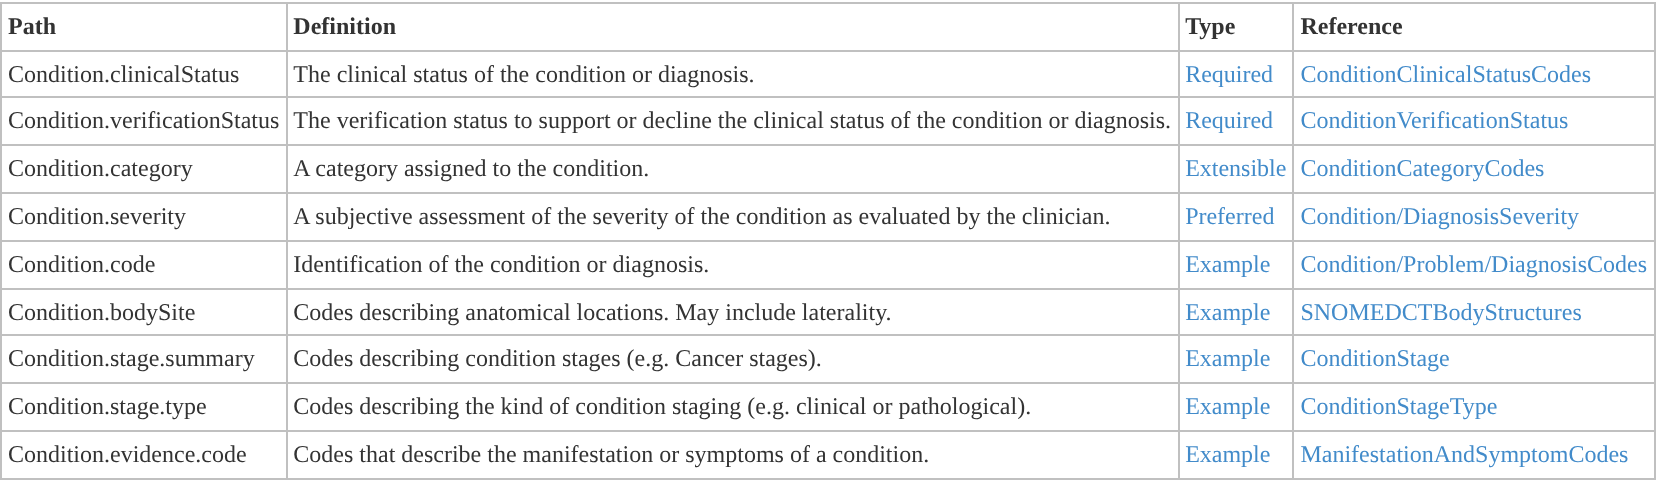 Path Definition Type Reference
Condition.clinicalStatus The clinical status of the condition or diagnosis. Required ConditionClinicalStatusCodes
Condition.verificationStatus The verification status to support or decline the clinical status of the condition or diagnosis. Required ConditionVerificationStatus
Condition.category A category assigned to the condition. Extensible ConditionCategoryCodes
Condition.severity A subjective assessment of the severity of the condition as evaluated by the clinician. Preferred Condition/DiagnosisSeverity
Condition.code Identification of the condition or diagnosis. Example Condition/Problem/DiagnosisCodes
Condition.bodySite Codes describing anatomical locations. May include laterality. Example SNOMEDCTBodyStructures
Condition.stage.summary Codes describing condition stages (e.g. Cancer stages). Example ConditionStage
Condition.stage.type Codes describing the kind of condition staging (e.g. clinical or pathological). Example ConditionStageType
Condition.evidence.code Codes that describe the manifestation or symptoms of a condition. Example ManifestationAndSymptomCodes